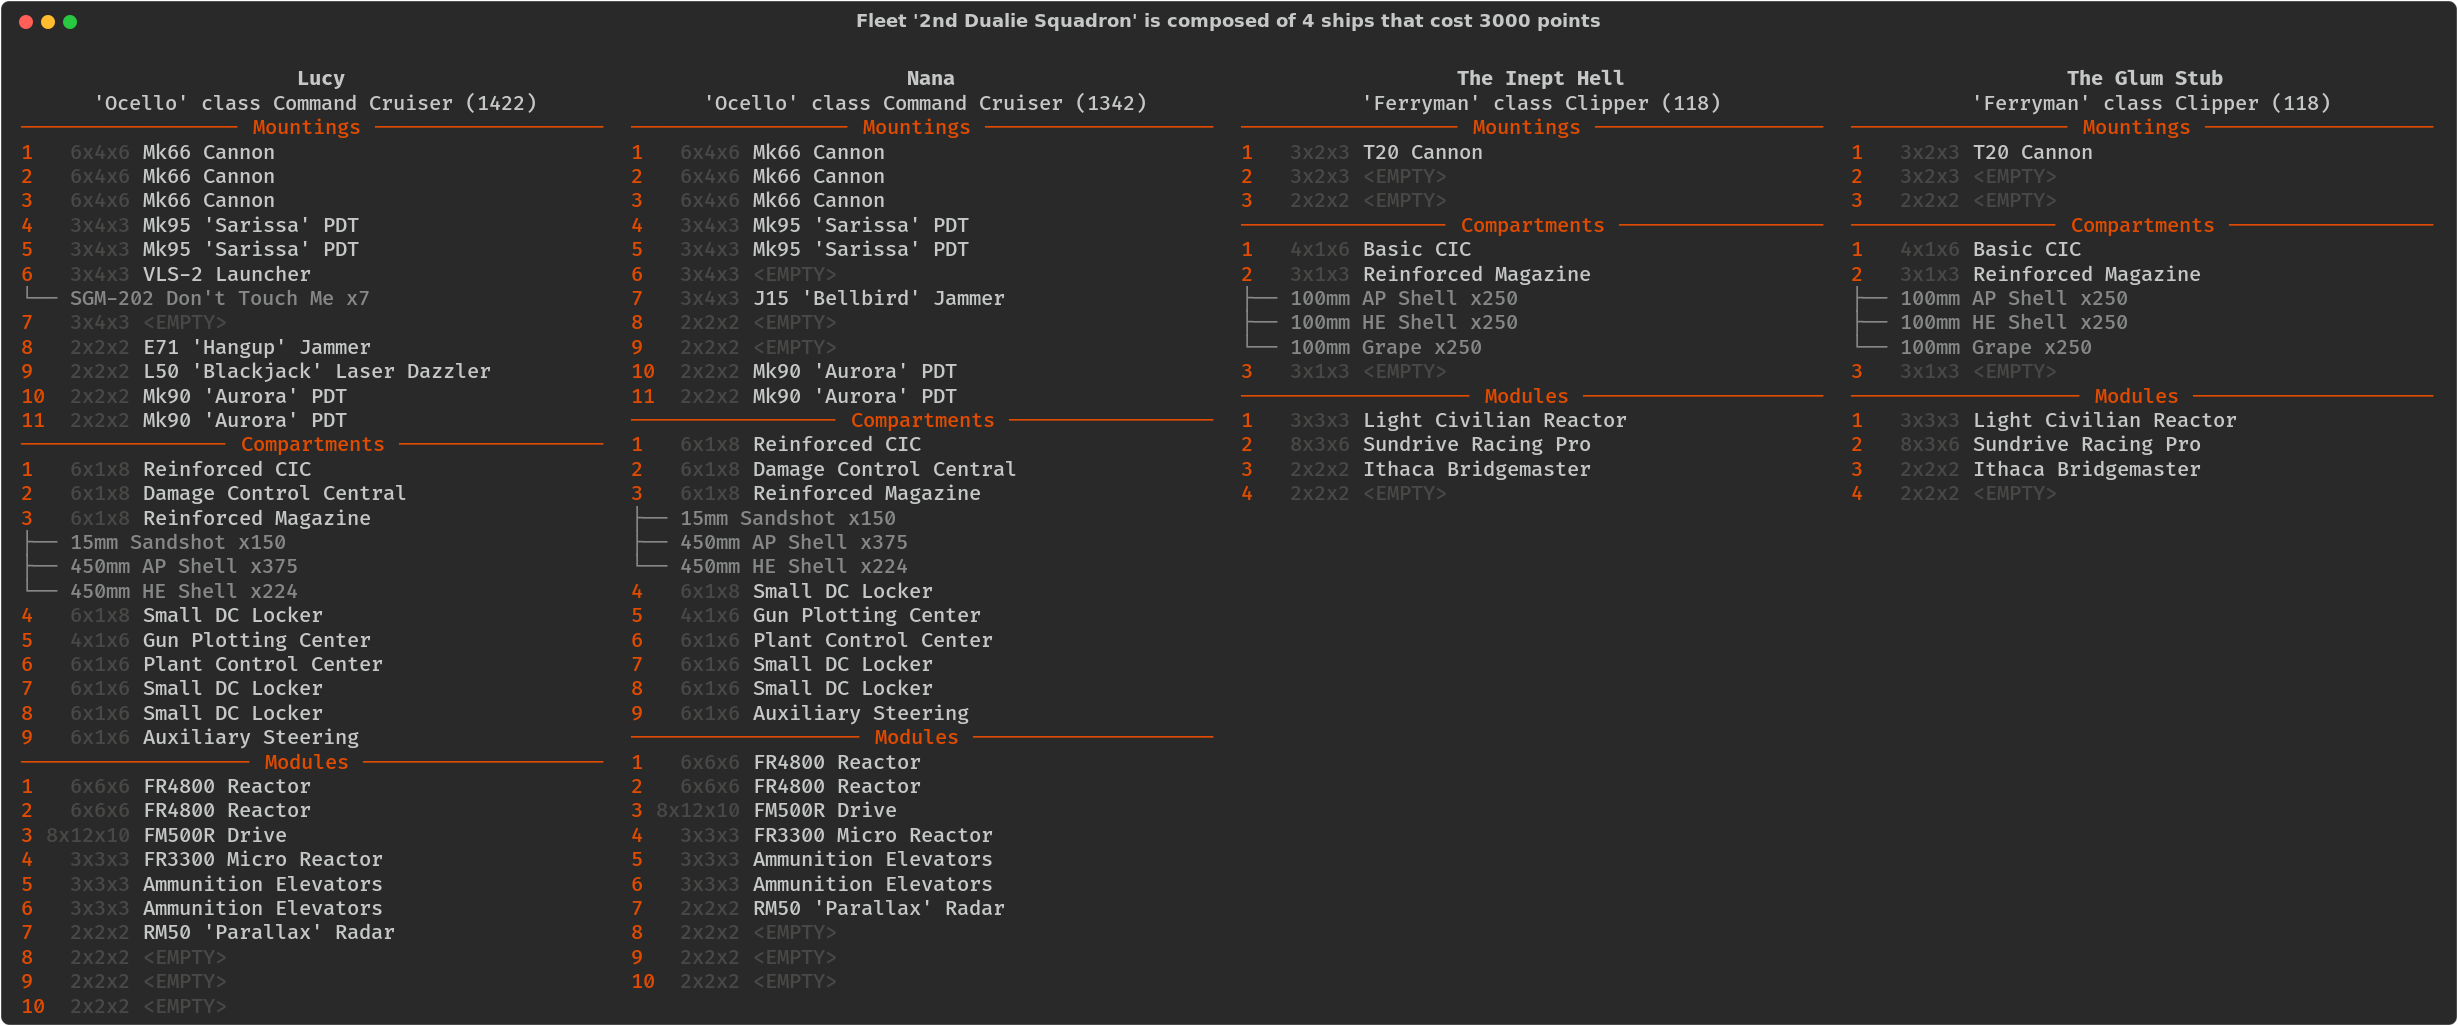 Fleet '2nd Dualie Squadron' is composed of 4 ships that cost 3000 points
Lucy
'Ocello' class Command Cruiser (1422)
Mountings
1 6x4x6 Mk66 Cannon
2 6x4x6 Mk66 Cannon
3 6x4x6 Mk66 Cannon
4 3x4x3 Mk95 'Sarissa' PDT
5 3x4x3 Mk95 'Sarissa' PDT
6 3x4x3 VLS-2 Launcher
SGM-202 Don't Touch Me x7
7 3x4x3 <EMPTY>
8 2x2x2 E71 'Hangup' Jammer
9 2x2x2 L50 'Blackjack' Laser Dazzler
10 2x2x2 Mk90 'Aurora' PDT
11 2x2x2 Mk90 'Aurora' PDT
Compartments
1 6x1x8 Reinforced CIC
2 6x1x8 Damage Control Central
3 6x1x8 Reinforced Magazine
15mm Sandshot x150
450mm AP Shell x375
450mm HE Shell x224
4 6x1x8 Small DC Locker
5 4x1x6 Gun Plotting Center
6 6x1x6 Plant Control Center
7 6x1x6 Small DC Locker
8 6x1x6 Small DC Locker
9 6x1x6 Auxiliary Steering
Modules
1 6x6x6 FR4800 Reactor
2 6x6x6 FR4800 Reactor
3 8x12x10 FM500R Drive
4 3x3x3 FR3300 Micro Reactor
5 3x3x3 Ammunition Elevators
6 3x3x3 Ammunition Elevators
7 2x2x2 RM50 'Parallax' Radar
8 2x2x2 <EMPTY>
9 2x2x2 <EMPTY>
10 2x2x2 <EMPTY>
Nana
'Ocello' class Command Cruiser (1342)
Mountings
1 6x4x6 Mk66 Cannon
2 6x4x6 Mk66 Cannon
3 6x4x6 Mk66 Cannon
4 3x4x3 Mk95 'Sarissa' PDT
5 3x4x3 Mk95 'Sarissa' PDT
6 3x4x3 <EMPTY>
7 3x4x3 J15 'Bellbird' Jammer
8 2x2x2 <EMPTY>
9 2x2x2 <EMPTY>
10 2x2x2 Mk90 'Aurora' PDT
11 2x2x2 Mk90 'Aurora' PDT
Compartments
1 6x1x8 Reinforced CIC
2 6x1x8 Damage Control Central
3 6x1x8 Reinforced Magazine
15mm Sandshot x150
450mm AP Shell x375
450mm HE Shell x224
4 6x1x8 Small DC Locker
5 4x1x6 Gun Plotting Center
6 6x1x6 Plant Control Center
7 6x1x6 Small DC Locker
8 6x1x6 Small DC Locker
9 6x1x6 Auxiliary Steering
Modules
1 6x6x6 FR4800 Reactor
2 6x6x6 FR4800 Reactor
3 8x12x10 FM500R Drive
4 3x3x3 FR3300 Micro Reactor
5 3x3x3 Ammunition Elevators
6 3x3x3 Ammunition Elevators
7 2x2x2 RM50 'Parallax' Radar
8 2x2x2 <EMPTY>
9 2x2x2 <EMPTY>
10 2x2x2 <EMPTY>
The Inept Hell
'Ferryman' class Clipper (118)
Mountings
1 3x2x3 T20 Cannon
2 3x2x3 <EMPTY>
3 2x2x2 <EMPTY>
Compartments
1 4x1x6 Basic CIC
2 3x1x3 Reinforced Magazine
100mm AP Shell x250
100mm HE Shell x250
100mm Grape x250
3 3x1x3 <EMPTY>
Modules
1 3x3x3 Light Civilian Reactor
2 8x3x6 Sundrive Racing Pro
3 2x2x2 Ithaca Bridgemaster
4 2x2x2 <EMPTY>
The Glum Stub
'Ferryman' class Clipper (118)
Mountings
1 3x2x3 T20 Cannon
2 3x2x3 <EMPTY>
3 2x2x2 <EMPTY>
Compartments
1 4x1x6 Basic CIC
2 3x1x3 Reinforced Magazine
100mm AP Shell x250
100mm HE Shell x250
100mm Grape x250
3 3x1x3 <EMPTY>
Modules
1 3x3x3 Light Civilian Reactor
2 8x3x6 Sundrive Racing Pro
3 2x2x2 Ithaca Bridgemaster
4 2x2x2 <EMPTY>